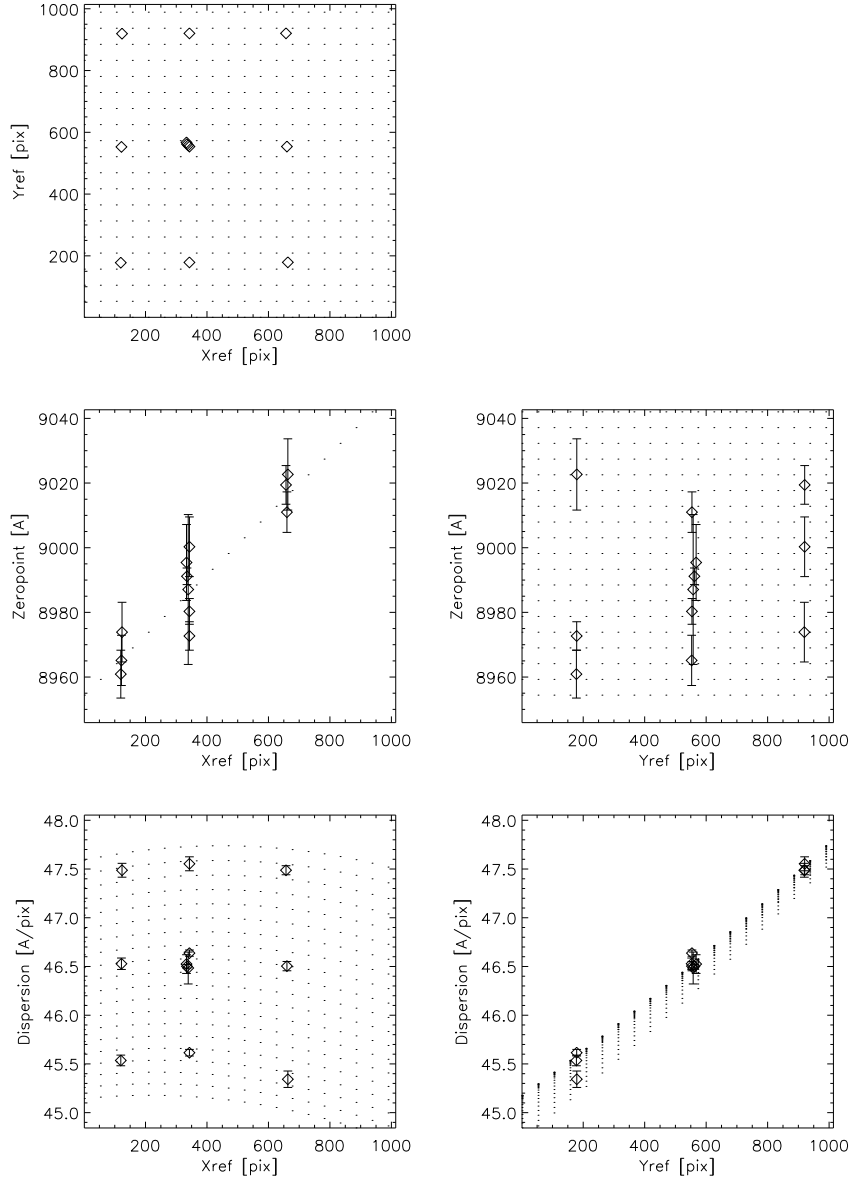 1000
800
600
400
200
Yref [pix]
200 400 600 800 1000
Xref [pix]
9040
9020
9000
8980
8960
Zeropoint [A]
200 400 600 800 1000
Xref [pix]
9040
9020
9000
8980
8960
Zeropoint [A]
200 400 600 800 1000
Yref [pix]
48.0
47.5
47.0
46.5
46.0
45.5
45.0
Dispersion [A/pix]
200 400 600 800 1000
Xref [pix]
48.0
47.5
47.0
46.5
46.0
45.5
45.0
Dispersion [A/pix]
200 400 600 800 1000
Yref [pix]